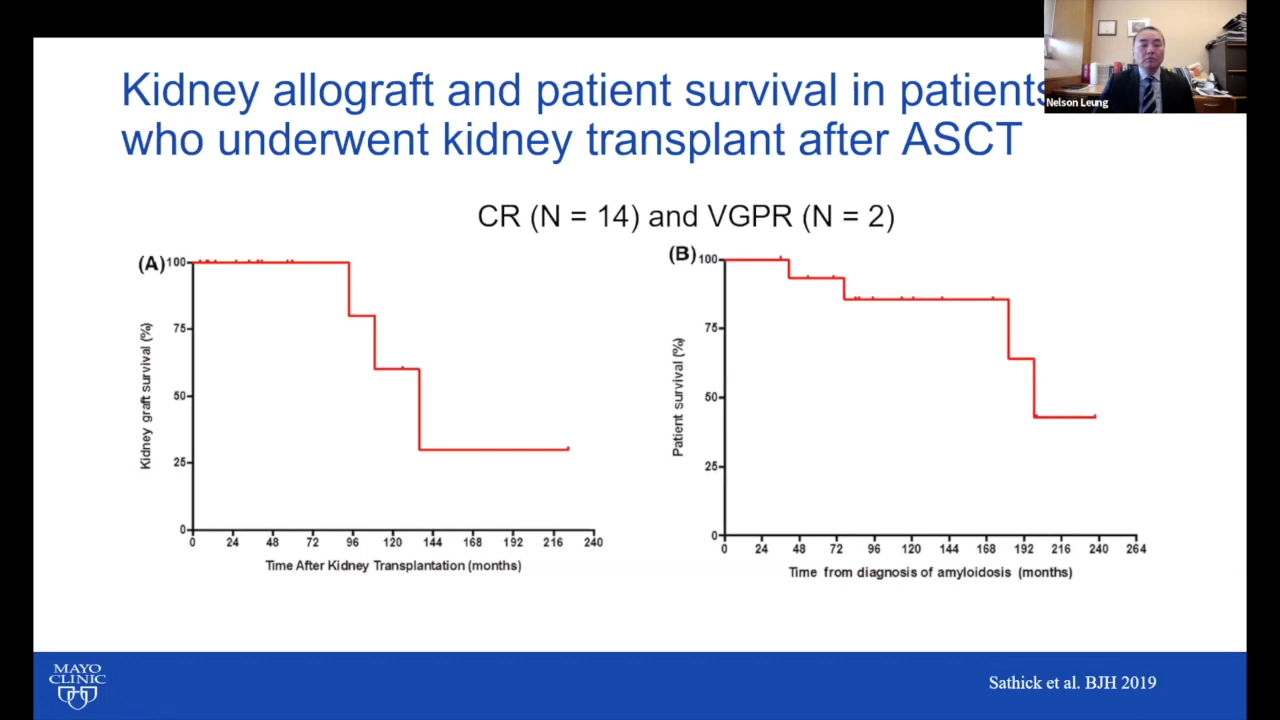 Kidney allograft and patient survival in patients
who underwent kidney transplant after ASCT
Nelson Leung
CR (N = 14) and VGPR (N = 2)
(A)
100
75
50
25
0
Kidney graft survival (%)
0 24 48 72 96 120 144 168 192 216 240
Time After Kidney Transplantation (months)
(B)
100
75
50
25
0
Patient survival (%)
0 24 48 72 96 120 144 168 192 216 240 264
Time from diagnosis of amyloidosis (months)
MAYO
CLINIC
Sathick et al. BJH 2019